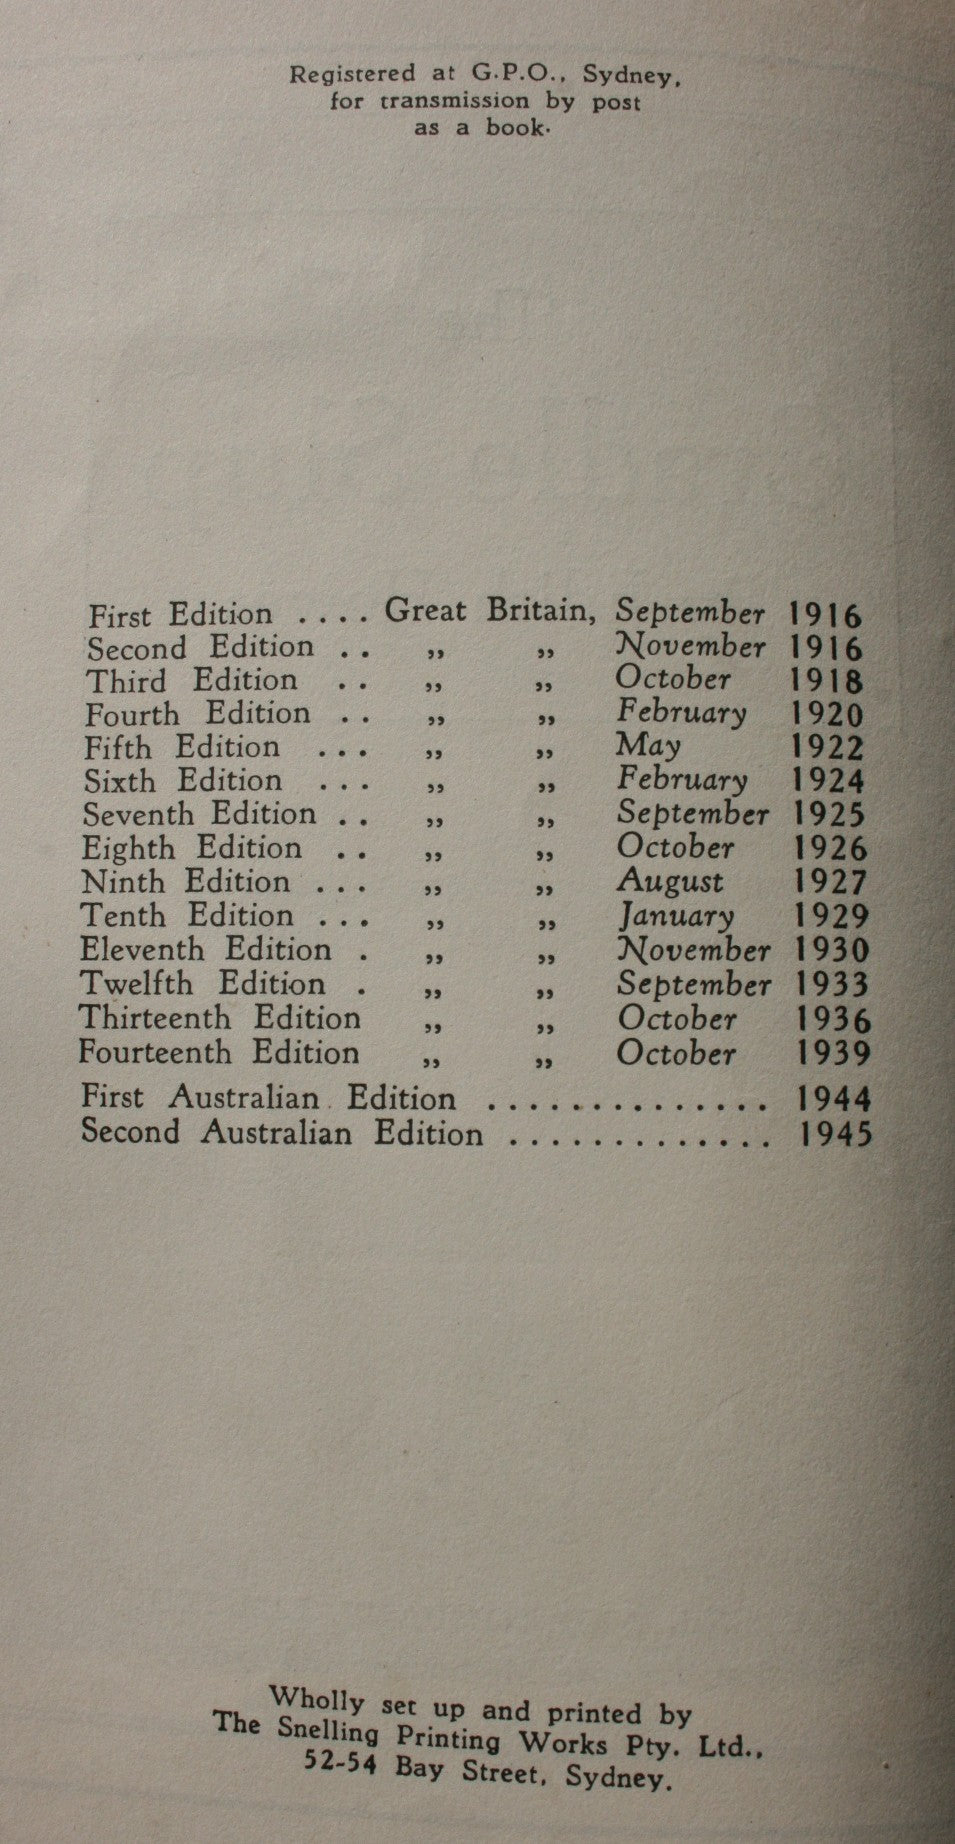 Registered at G.P.O., Sydney,
for transmission by post
as a book.
First Edition .... Great Britain, September 1916
Second Edition .. ,, ,, November 1916
Third Edition .. ,, ,, October 1918
Fourth Edition .. ,, ,, February 1920
Fifth Edition ... ,, ,, May 1922
Sixth Edition ... ,, ,, February 1924
Seventh Edition .. ,, ,, September 1925
Eighth Edition .. ,, ,, October 1926
Ninth Edition ... ,, ,, August 1927
Tenth Edition ... ,, ,, January 1929
Eleventh Edition . ,, ,, November 1930
Twelfth Edition . ,, ,, September 1933
Thirteenth Edition ,, ,, October 1936
Fourteenth Edition ,, ,, October 1939
First Australian Edition .............. 1944
Second Australian Edition ............. 1945
Wholly set up and printed by
The Snelling Printing Works Pty. Ltd.,
52-54 Bay Street, Sydney.